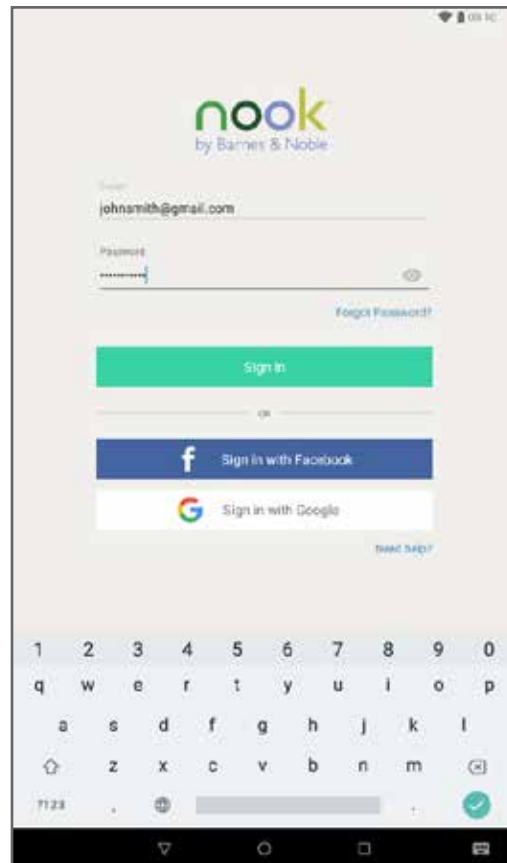 nook
by Barnes & Noble
johnsmith@gmail.com
Password
•••••••••••
Forgot Password?
Sign In
OR
f Sign in with Facebook
G Sign in with Google
Need help?
1 2 3 4 5 6 7 8 9 0
q w e r t y u i o p
a s d f g h j k l
z x c v b n m
?123 , .